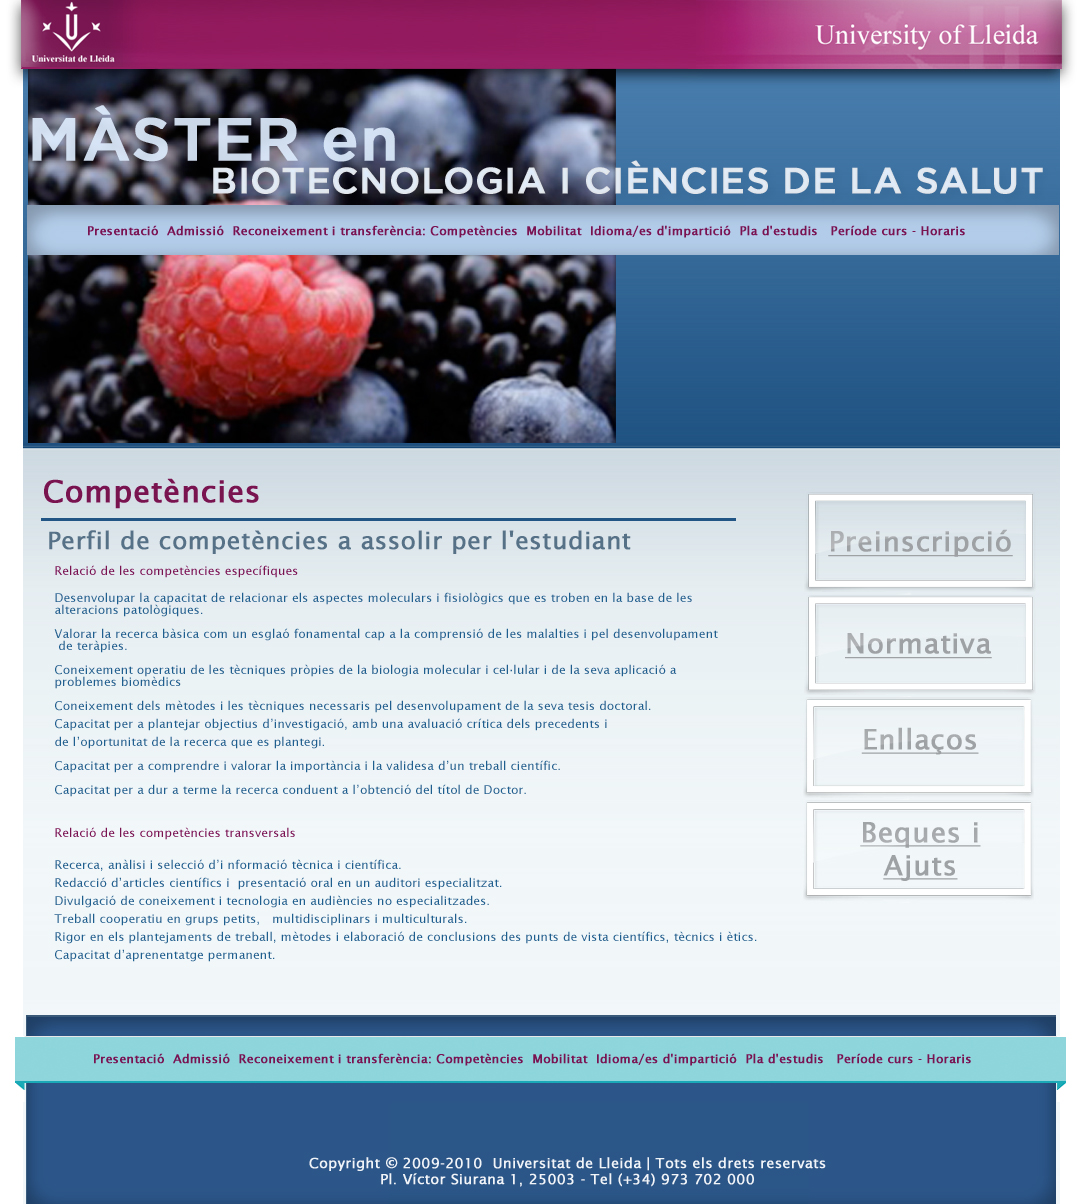 Universitat de Lleida
University of Lleida
MÀSTER en
BIOTECNOLOGIA I CIÈNCIES DE LA SALUT
Presentació Admissió Reconeixement i transferència: Competències Mobilitat Idioma/es d'impartició Pla d'estudis Període curs - Horaris
Competències
Perfil de competències a assolir per l'estudiant
Relació de les competències específiques
Desenvolupar la capacitat de relacionar els aspectes moleculars i fisiològics que es troben en la base de les
alteracions patològiques.
Valorar la recerca bàsica com un esglaó fonamental cap a la comprensió de les malalties i pel desenvolupament
de teràpies.
Coneixement operatiu de les tècniques pròpies de la biologia molecular i cel·lular i de la seva aplicació a
problemes biomèdics
Coneixement dels mètodes i les tècniques necessaris pel desenvolupament de la seva tesis doctoral.
Capacitat per a plantejar objectius d’investigació, amb una avaluació crítica dels precedents i
de l’oportunitat de la recerca que es plantegi.
Capacitat per a comprendre i valorar la importància i la validesa d’un treball científic.
Capacitat per a dur a terme la recerca conduent a l’obtenció del títol de Doctor.
Relació de les competències transversals
Recerca, anàlisi i selecció d’i nformació tècnica i científica.
Redacció d’articles científics i presentació oral en un auditori especialitzat.
Divulgació de coneixement i tecnologia en audiències no especialitzades.
Treball cooperatiu en grups petits, multidisciplinars i multiculturals.
Rigor en els plantejaments de treball, mètodes i elaboració de conclusions des punts de vista científics, tècnics i ètics.
Capacitat d’aprenentatge permanent.
Preinscripció
Normativa
Enllaços
Beques i
Ajuts
Presentació Admissió Reconeixement i transferència: Competències Mobilitat Idioma/es d'impartició Pla d'estudis Període curs - Horaris
Copyright © 2009-2010 Universitat de Lleida | Tots els drets reservats
Pl. Víctor Siurana 1, 25003 - Tel (+34) 973 702 000